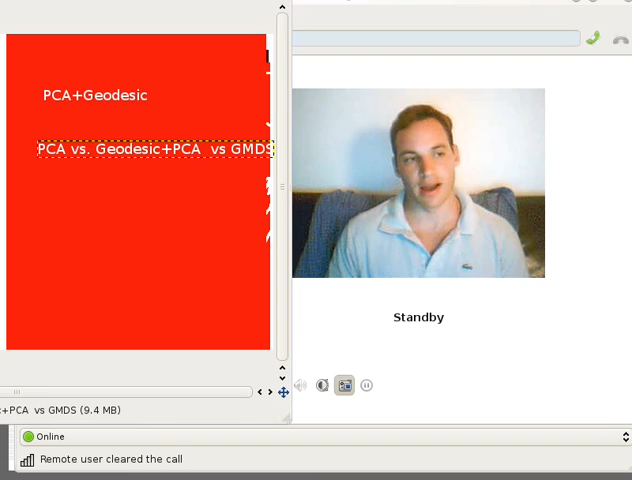 PCA+Geodesic
PCA vs. Geodesic+PCA  vs GMDS
Standby
+PCA  vs GMDS (9.4 MB)
Online
Remote user cleared the call